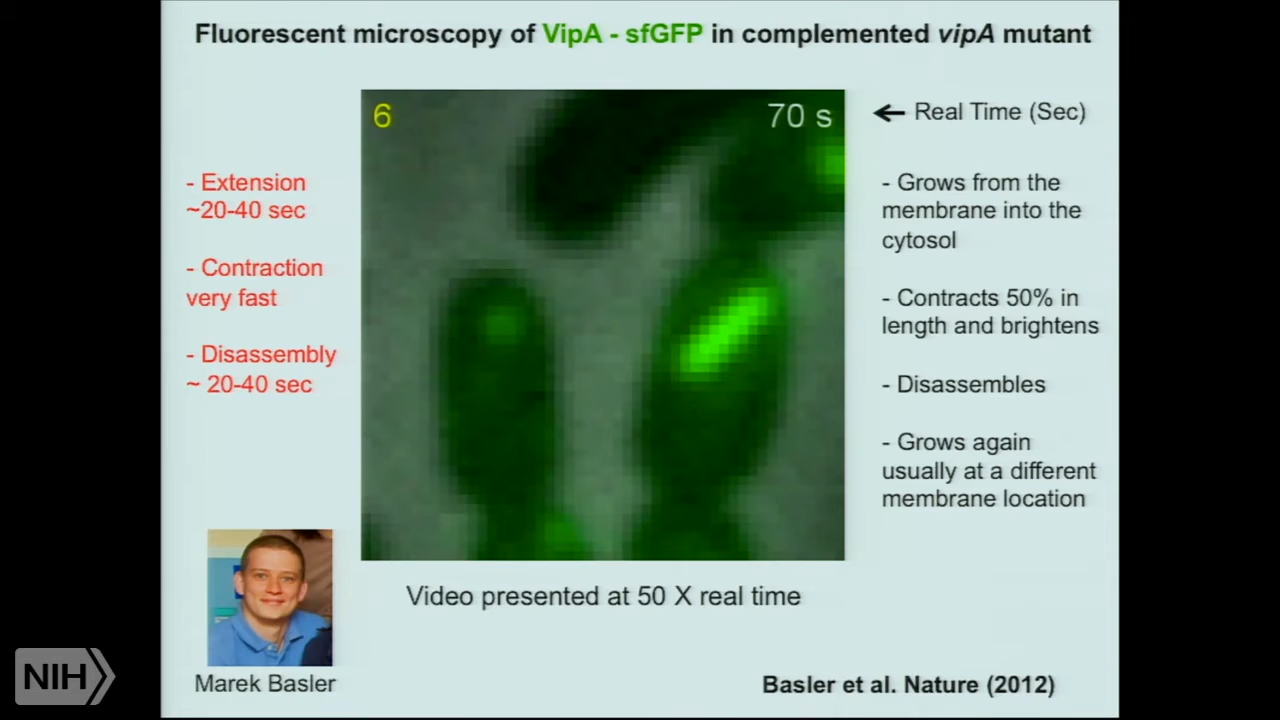 Fluorescent microscopy of VipA - sfGFP in complemented vipA mutant
6
70 s
Real Time (Sec)
- Extension
~20-40 sec
- Contraction
very fast
- Disassembly
~ 20-40 sec
- Grows from the
membrane into the
cytosol
- Contracts 50% in
length and brightens
- Disassembles
- Grows again
usually at a different
membrane location
Video presented at 50 X real time
NIH
Marek Basler
Basler et al. Nature (2012)